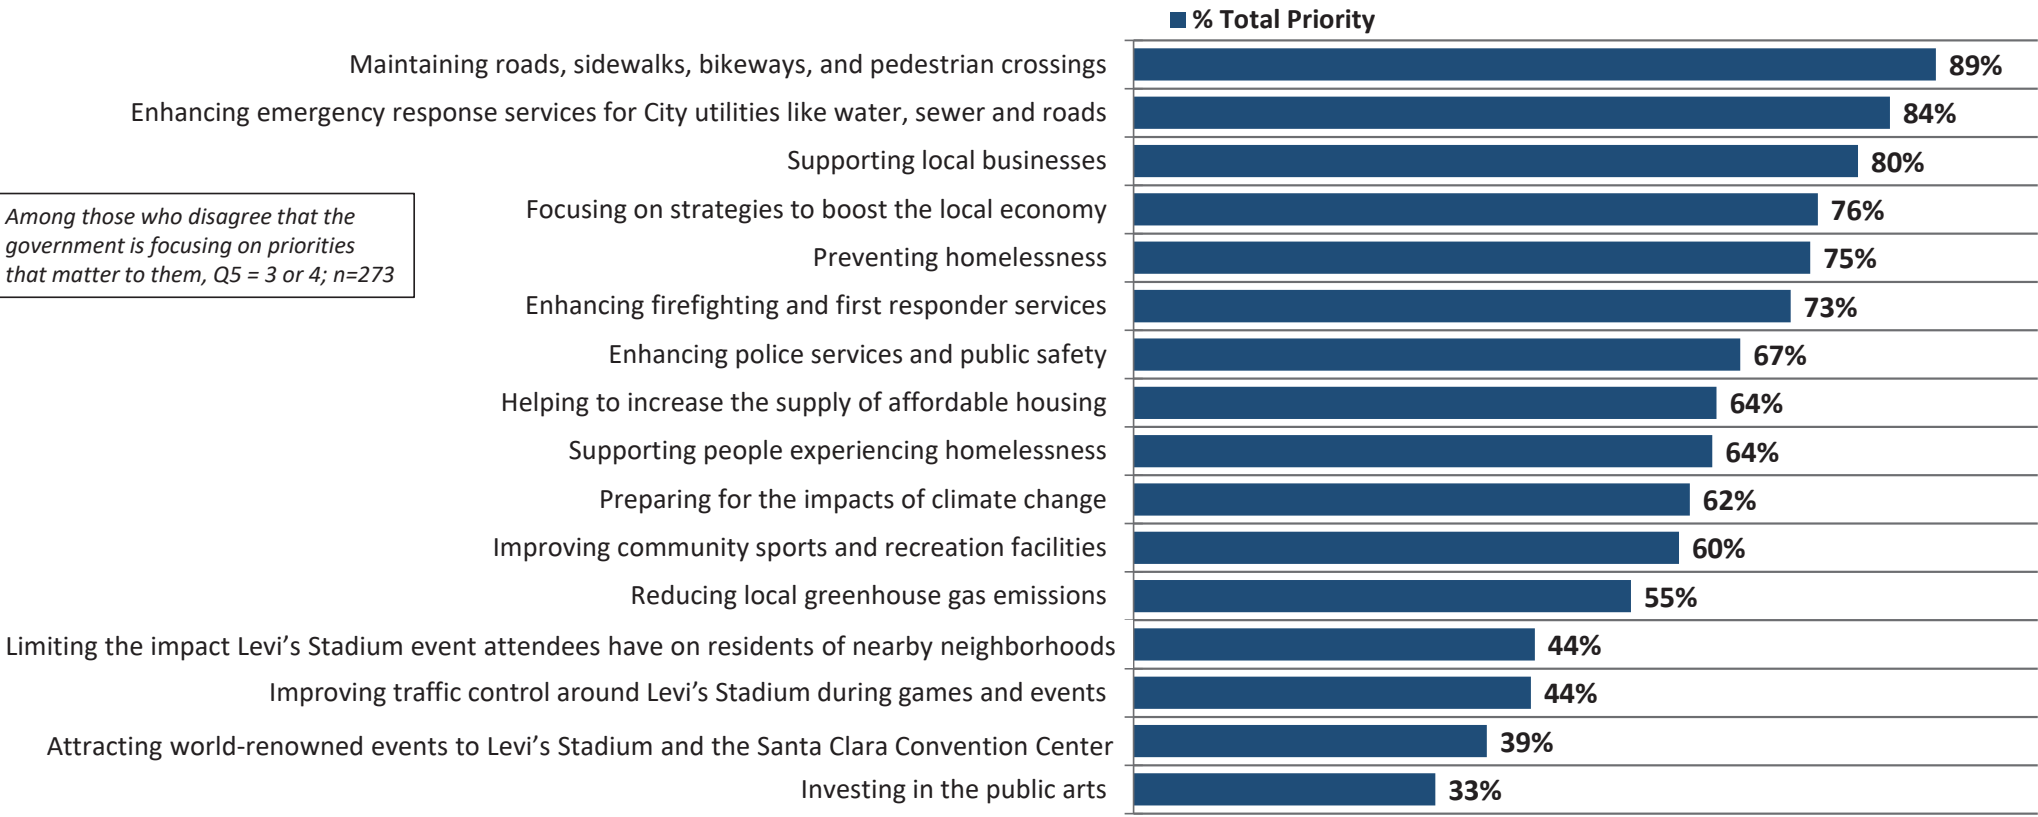 % Total Priority
Maintaining roads, sidewalks, bikeways, and pedestrian crossings 89%
Enhancing emergency response services for City utilities like water, sewer and roads 84%
Supporting local businesses 80%
Among those who disagree that the
government is focusing on priorities
that matter to them, Q5 = 3 or 4; n=273
Focusing on strategies to boost the local economy 76%
Preventing homelessness 75%
Enhancing firefighting and first responder services 73%
Enhancing police services and public safety 67%
Helping to increase the supply of affordable housing 64%
Supporting people experiencing homelessness 64%
Preparing for the impacts of climate change 62%
Improving community sports and recreation facilities 60%
Reducing local greenhouse gas emissions 55%
Limiting the impact Levi’s Stadium event attendees have on residents of nearby neighborhoods 44%
Improving traffic control around Levi’s Stadium during games and events 44%
Attracting world-renowned events to Levi’s Stadium and the Santa Clara Convention Center 39%
Investing in the public arts 33%